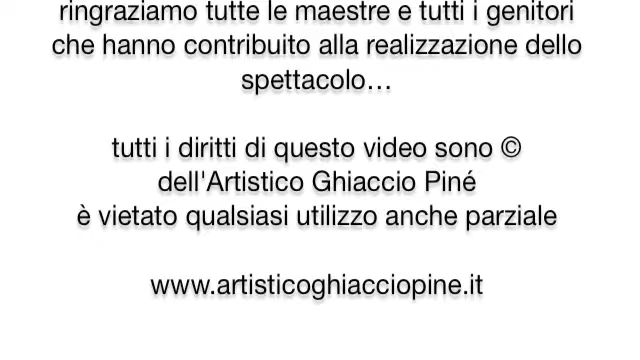 ringraziamo tutte le maestre e tutti i genitori
che hanno contribuito alla realizzazione dello
spettacolo…
tutti i diritti di questo video sono ©
dell'Artistico Ghiaccio Piné
è vietato qualsiasi utilizzo anche parziale
www.artisticoghiacciopine.it